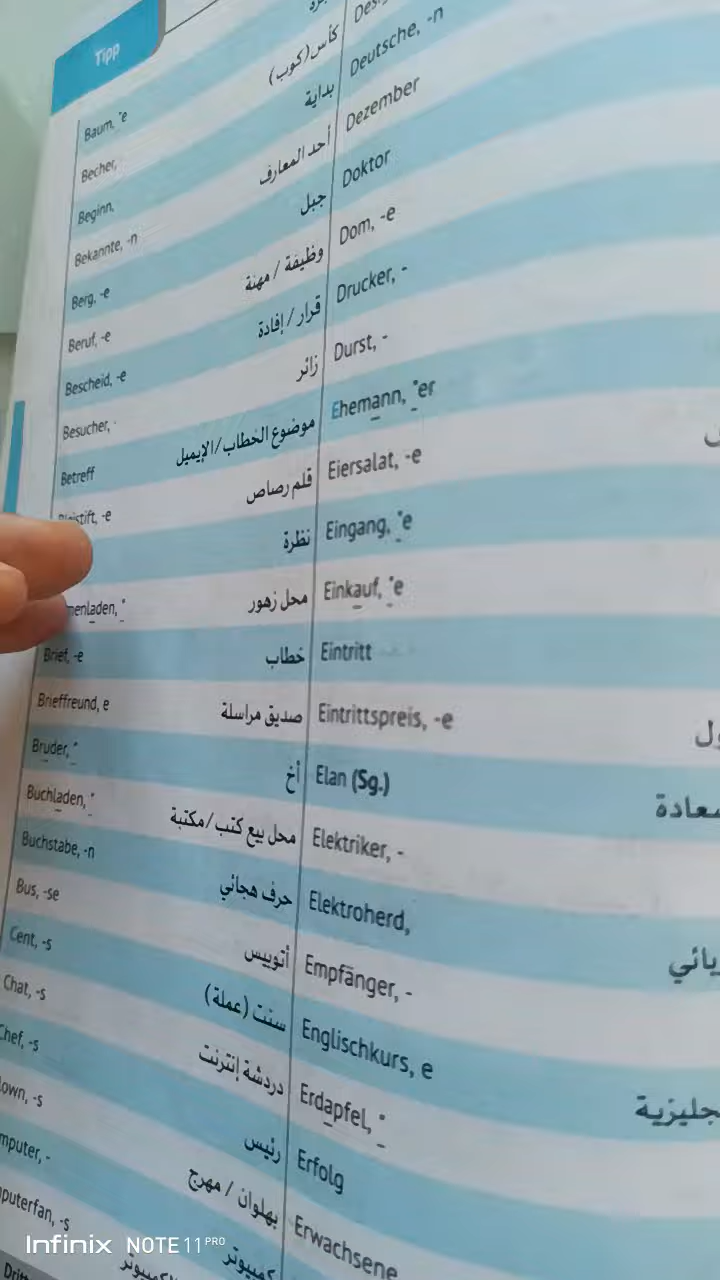 Tipp
Baum, ¨e
Becher, كأس(كوب)
Beginn, بداية
Bekannte, -n أحد المعارف
Berg, -e جبل
Beruf, -e وظيفة / مهنة
Bescheid, -e قرار/إفادة
Besucher, - زائر
Betreff موضوع الخطاب/الإيميل
-e قلم رصاص
نظرة
محل زهور
Brief, -e خطاب
Brieffreund, e صديق مراسلة
Bruder, ¨ أخ
Buchladen, ¨ محل بيع كتب/مكتبة
Buchstabe, -n حرف هجائي
Bus, -se أتوبيس
Cent, -s سنت (عملة)
Chat, -s دردشة إنترنت
Chef, -s رئيس
-s بهلوان / مهرج
- كمبيوتر
-s
Deutsche, -n
Dezember
Doktor
Dom, -e
Drucker, -
Durst, -
Ehemann, ¨er
Eiersalat, -e
Eingang, ¨e
Einkauf, ¨e
Eintritt
Eintrittspreis, -e
Elan (Sg.)
Elektriker, -
Elektroherd,
Empfänger, -
Englischkurs, e
Erdapfel, ¨
Erfolg
Erwachsene
Infinix NOTE 11 PRO